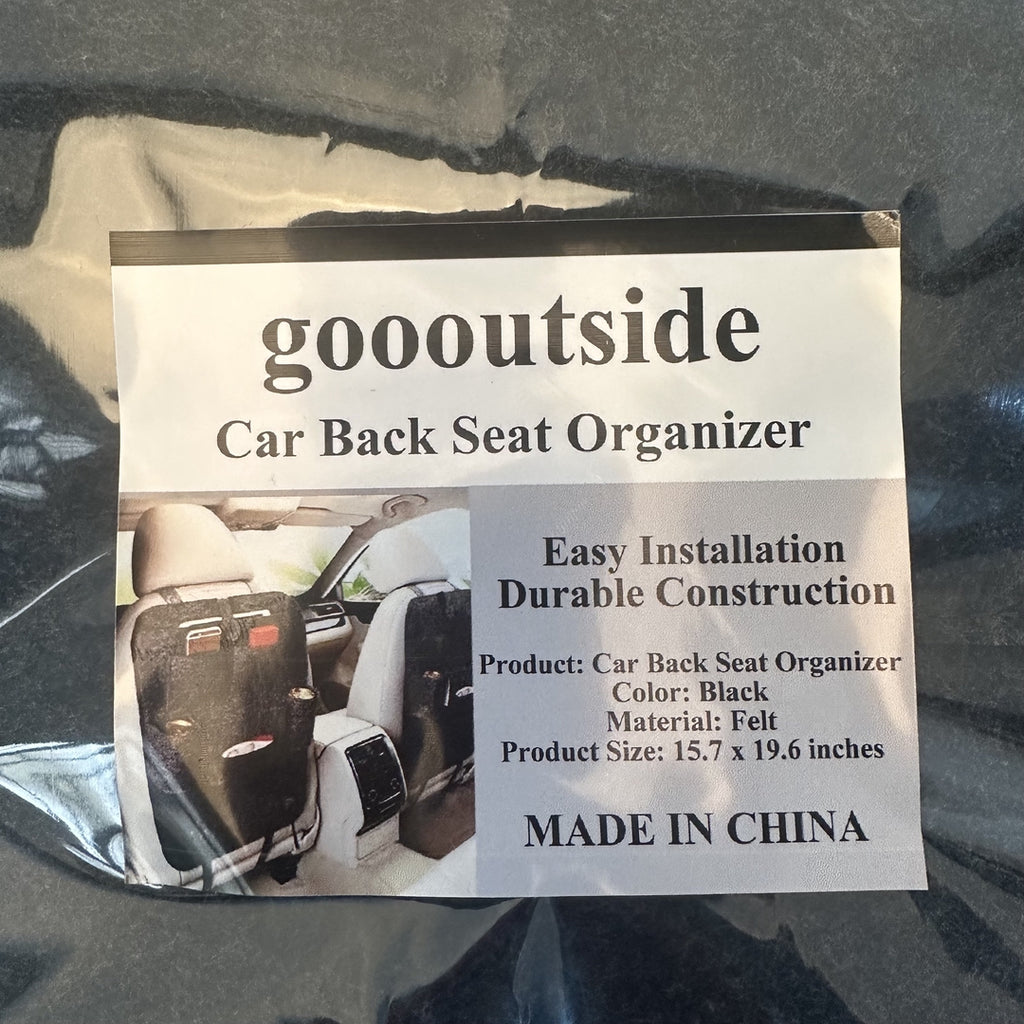 goooutside
Car Back Seat Organizer
Easy Installation
Durable Construction
Product: Car Back Seat Organizer
Color: Black
Material: Felt
Product Size: 15.7 x 19.6 inches
MADE IN CHINA